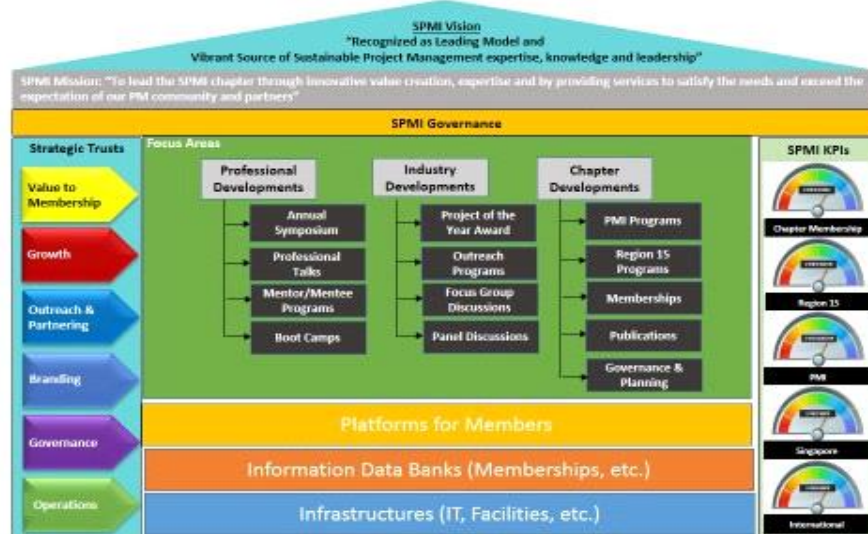 SPMI Vision
"Recognized as Leading Model and
Vibrant Source of Sustainable Project Management expertise, knowledge and leadership"
SPMI Mission: "To lead the SPMI chapter through innovative value creation, expertise and by providing services to satisfy the needs and exceed the
expectation of our PM community and partners"
SPMI Governance
Strategic Trusts
Value to
Membership
Growth
Outreach &
Partnering
Branding
Governance
Operations
Focus Areas
Professional
Developments
Annual
Symposium
Professional
Talks
Mentor/Mentee
Programs
Boot Camps
Industry
Developments
Project of the
Year Award
Outreach
Programs
Focus Group
Discussions
Panel Discussions
Chapter
Developments
PMI Programs
Region 15
Programs
Memberships
Publications
Governance &
Planning
Platforms for Members
Information Data Banks (Memberships, etc.)
Infrastructures (IT, Facilities, etc.)
SPMI KPIs
Chapter Membership
Region 15
PMI
Singapore
International